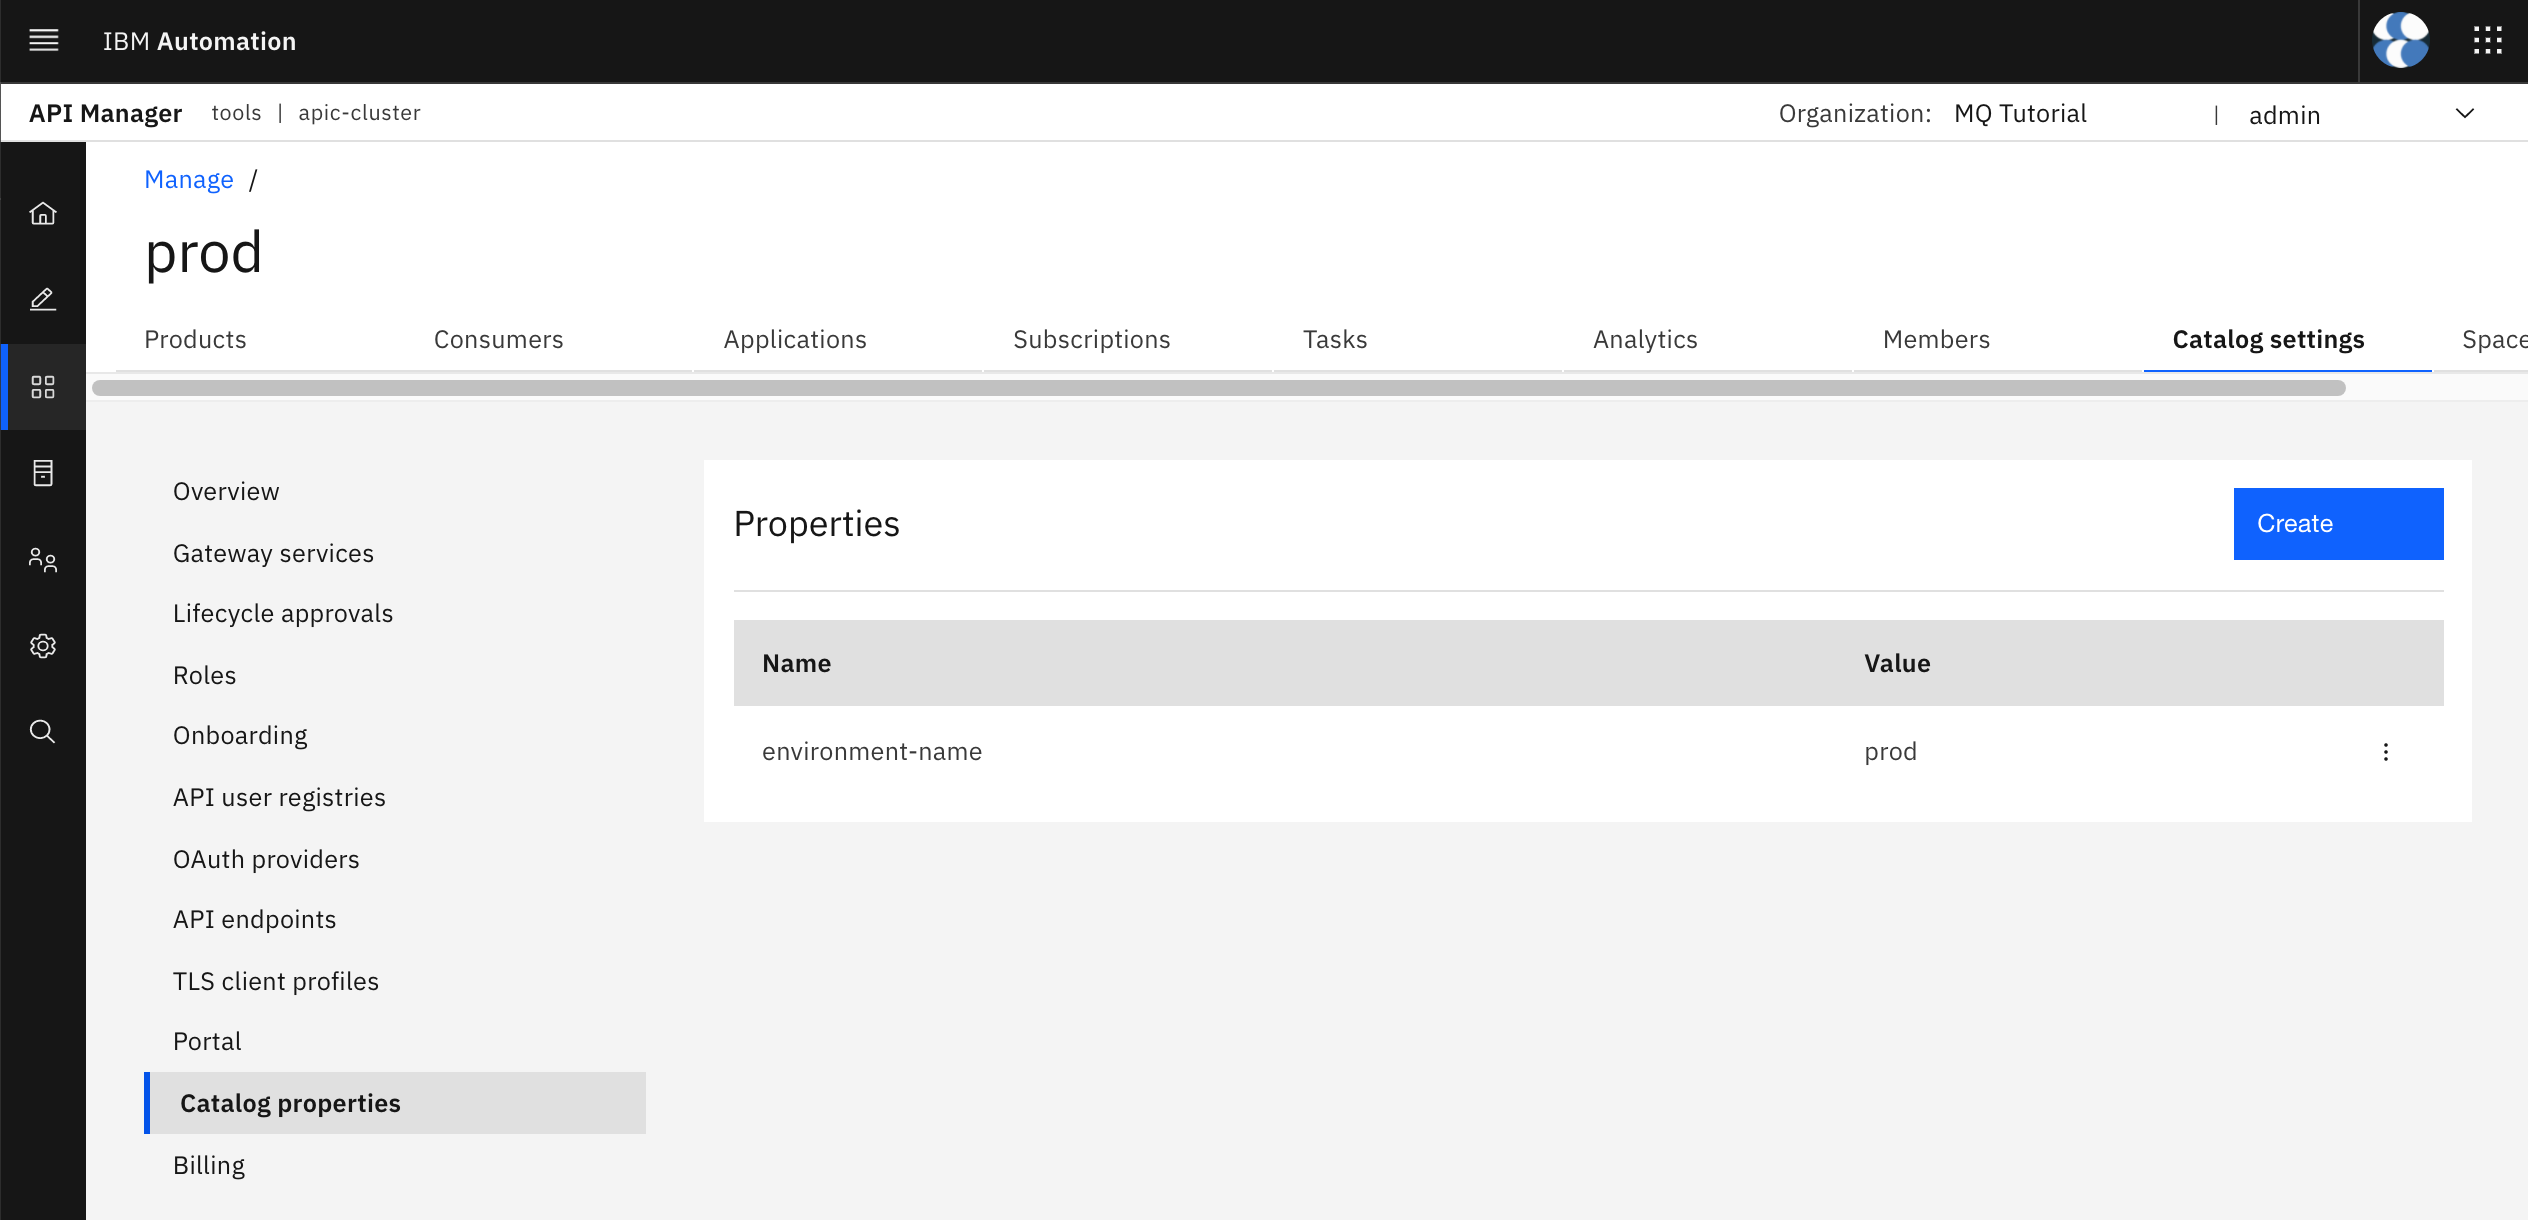 IBM Automation
API Manager tools | apic-cluster Organization: MQ Tutorial | admin
Manage /
prod
Products Consumers Applications Subscriptions Tasks Analytics Members Catalog settings Space
Overview
Gateway services
Lifecycle approvals
Roles
Onboarding
API user registries
OAuth providers
API endpoints
TLS client profiles
Portal
Catalog properties
Billing
Properties Create
Name Value
environment-name prod